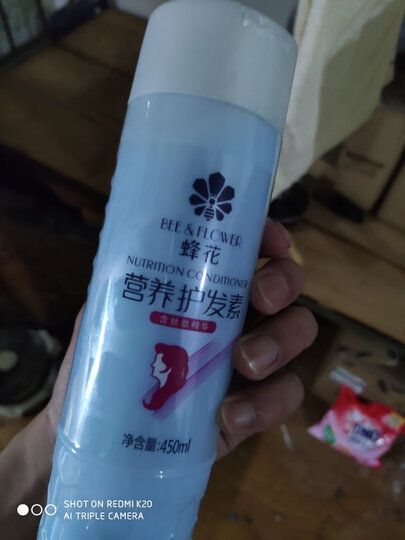 BEE & FLOWER
蜂花
NUTRITION CONDITIONER
营养护发素
含丝肽精华
净含量:450ml
SHOT ON REDMI K20
AI TRIPLE CAMERA